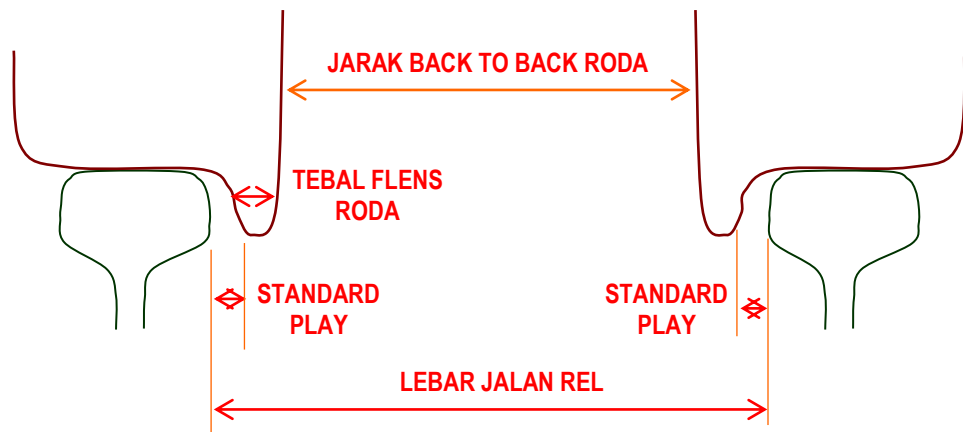 JARAK BACK TO BACK RODA
TEBAL FLENS
RODA
STANDARD
PLAY
STANDARD
PLAY
LEBAR JALAN REL